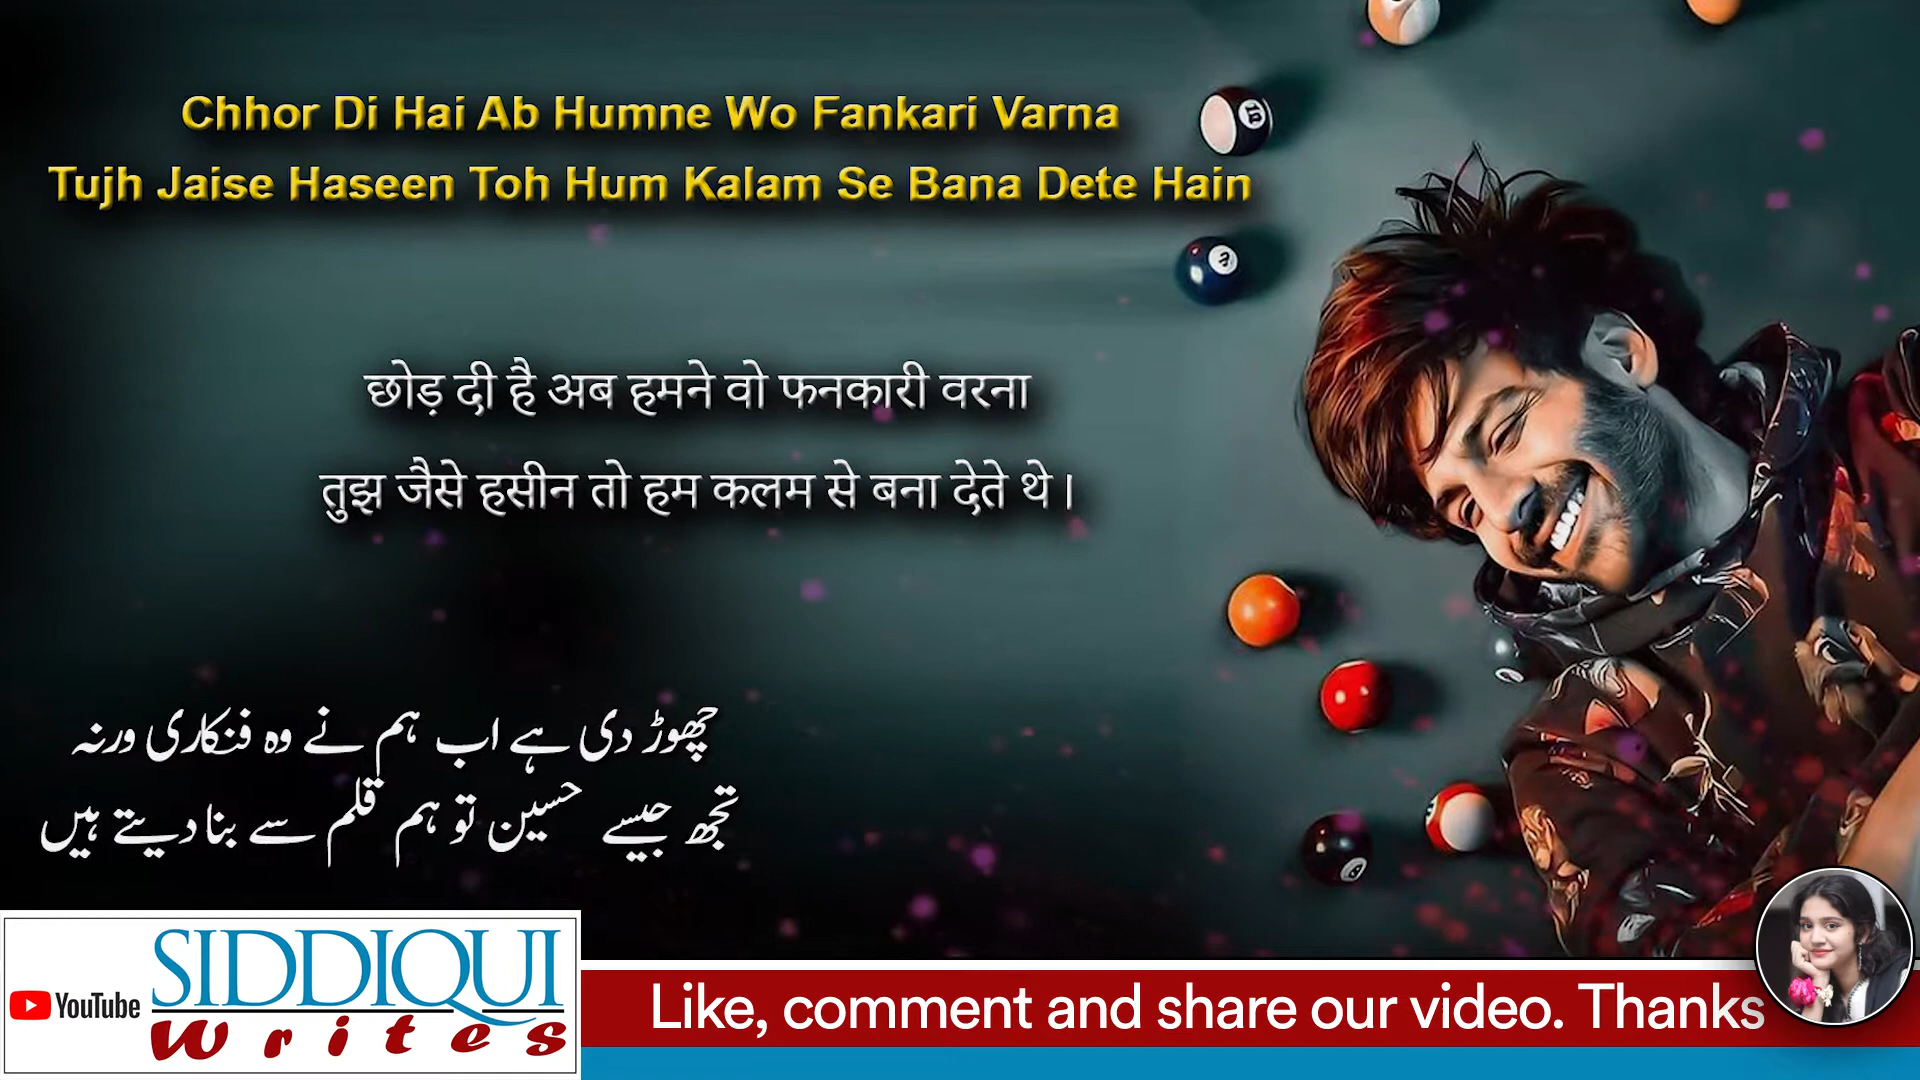 Chhor Di Hai Ab Humne Wo Fankari Varna
Tujh Jaise Haseen Toh Hum Kalam Se Bana Dete Hain
छोड़ दी है अब हमने वो फनकारी वरना
तुझ जैसे हसीन तो हम कलम से बना देते थे।
چھوڑ دی ہے اب ہم نے وہ فنکاری ورنہ
تجھ جیسے حسین تو ہم قلم سے بنا دیتے ہیں
YouTube
SIDDIQUI
Writes
Like, comment and share our video. Thanks